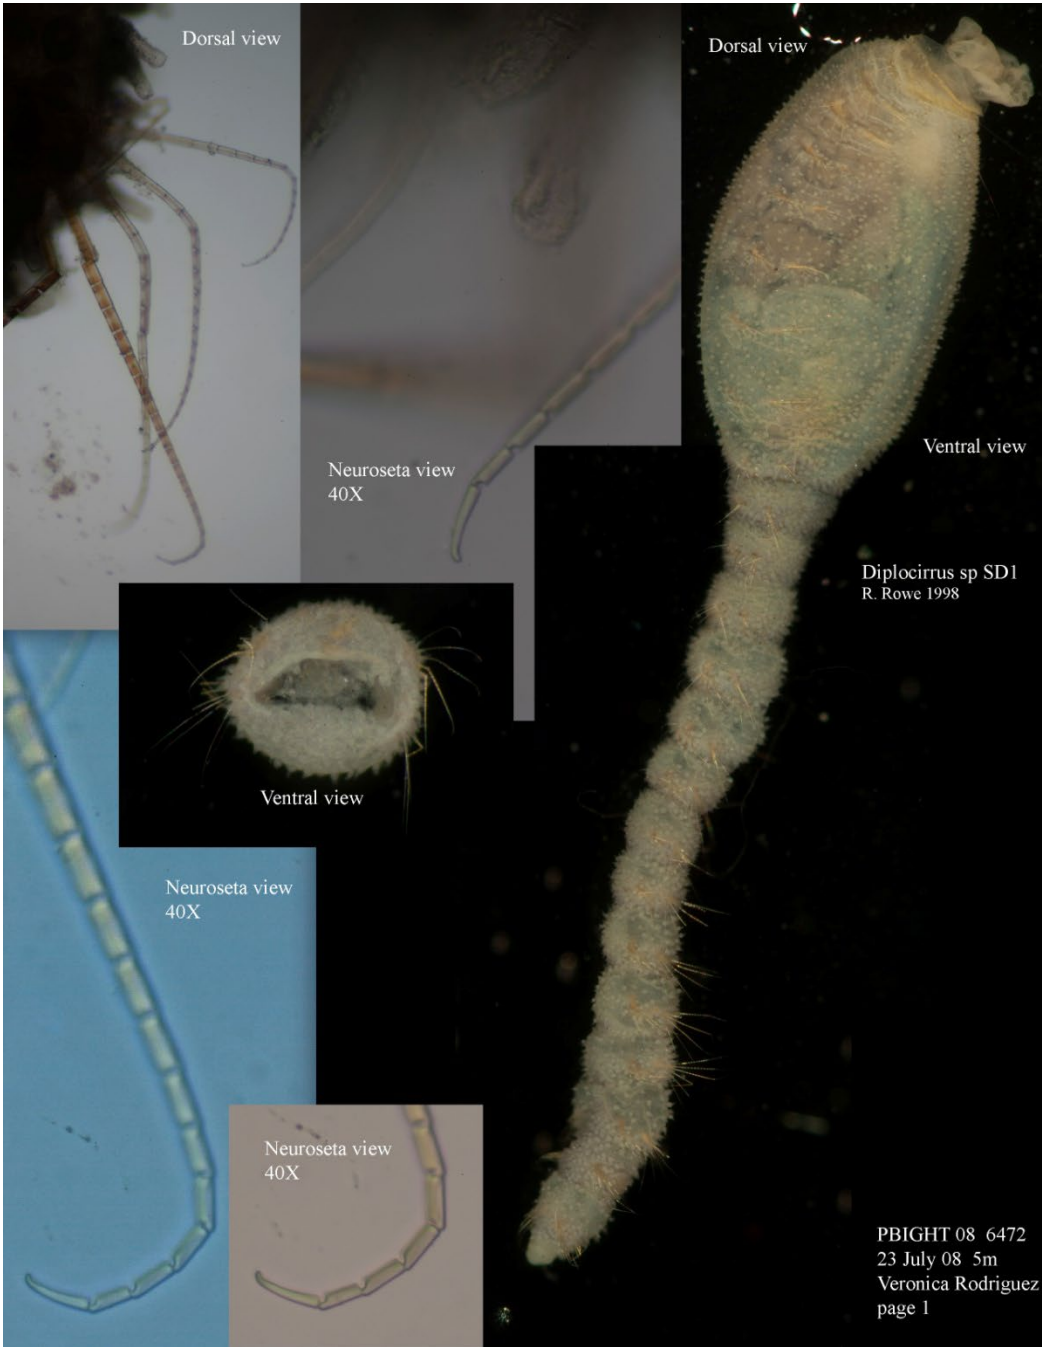 Dorsal view
Dorsal view
Ventral view
Neuroseta view
40X
Diplocirrus sp SD1
R. Rowe 1998
Ventral view
Neuroseta view
40X
Neuroseta view
40X
PBIGHT 08 6472
23 July 08 5m
Veronica Rodriguez
page 1